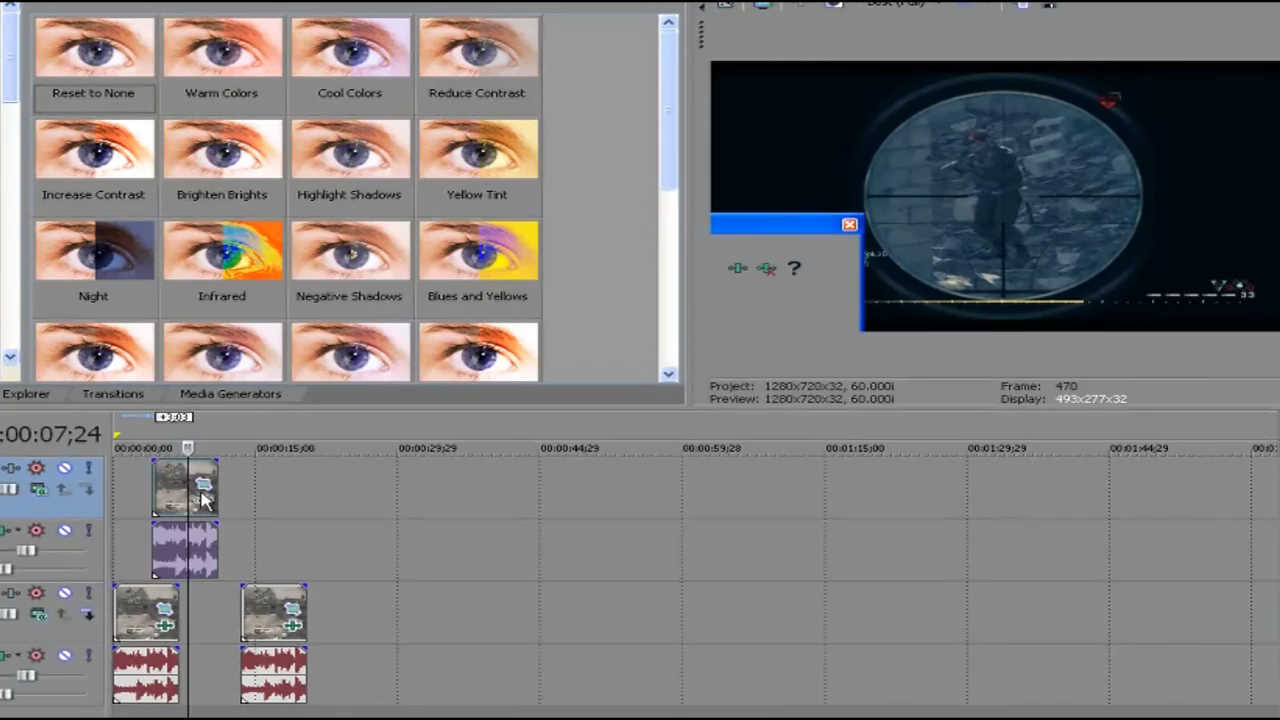 Reset to None
Warm Colors
Cool Colors
Reduce Contrast
Increase Contrast
Brighten Brights
Highlight Shadows
Yellow Tint
Night
Infrared
Negative Shadows
Blues and Yellows
?
33
Explorer
Transitions
Media Generators
Project: 1280x720x32, 60.000i
Frame: 470
Preview: 1280x720x32, 60.000i
Display: 493x277x32
+3;03
:00:07;24
00:00:00;00
00:00:15;00
00:00:29;29
00:00:44;29
00:00:59;28
00:01:15;00
00:01:29;29
00:01:44;29